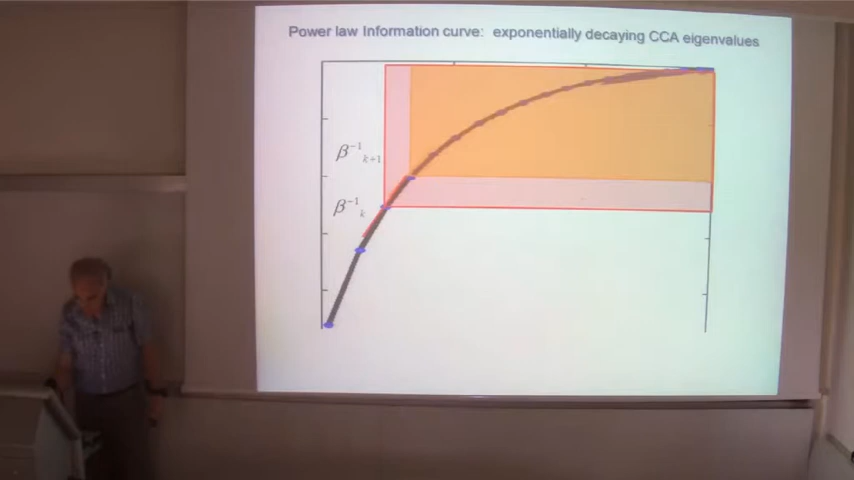 Power law Information curve: exponentially decaying CCA eigenvalues
β⁻¹ₖ₊₁
β⁻¹ₖ